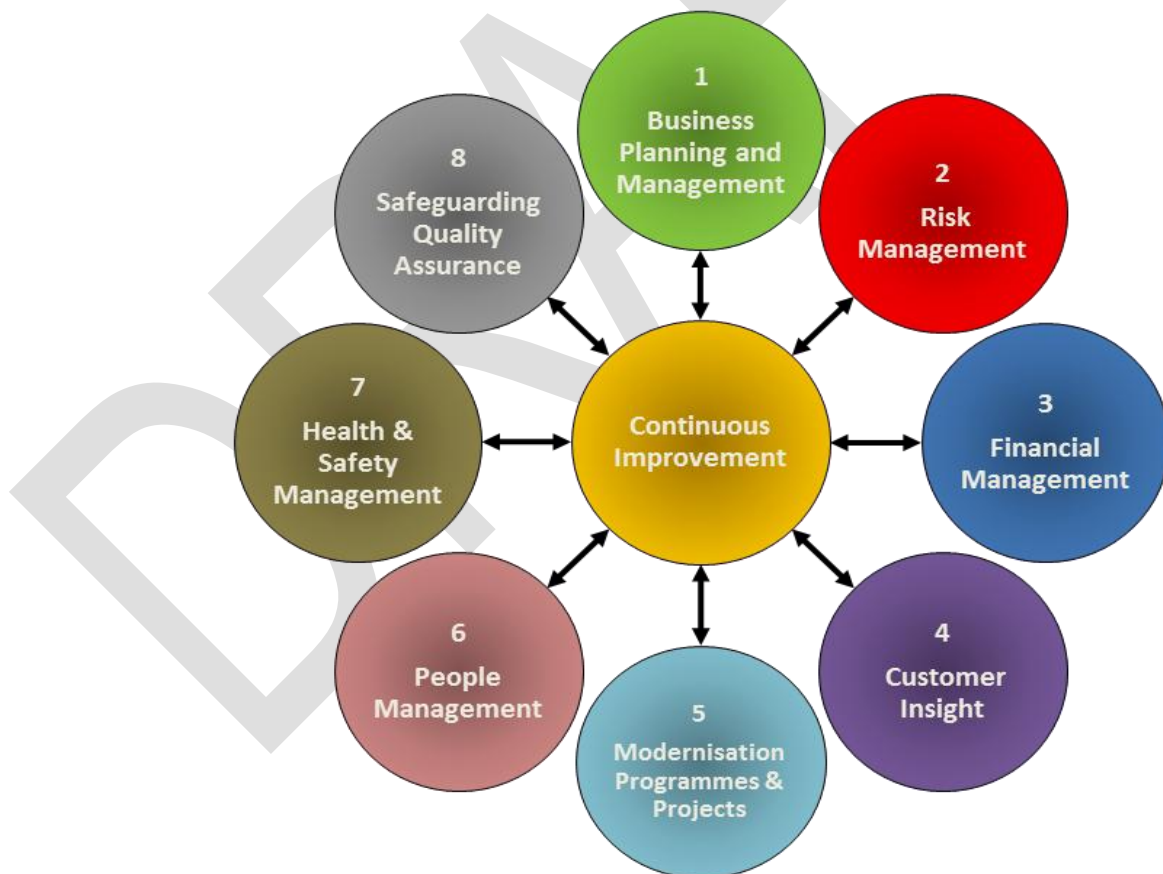 1
Business
Planning and
Management
2
Risk
Management
3
Financial
Management
4
Customer
Insight
5
Modernisation
Programmes &
Projects
6
People
Management
7
Health &
Safety
Management
8
Safeguarding
Quality
Assurance
Continuous
Improvement